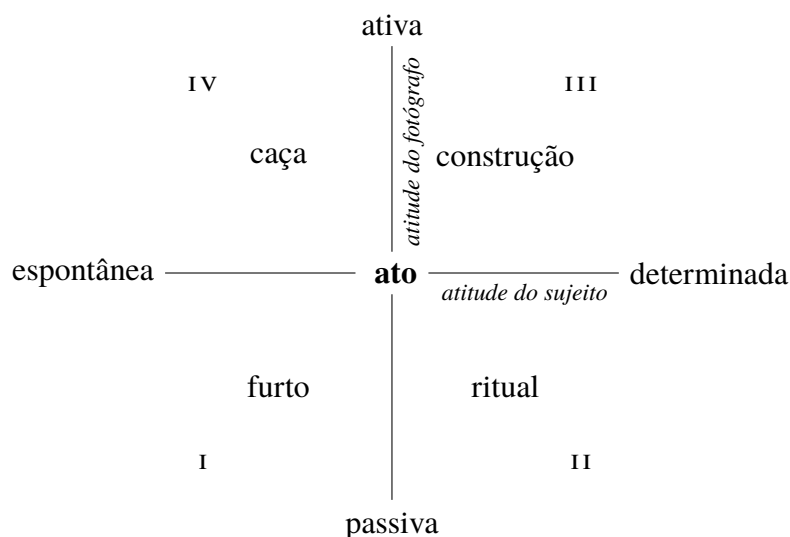 ativa
IV III
atitude do fotógrafo
caça construção
espontânea ato determinada
atitude do sujeito
furto ritual
I II
passiva